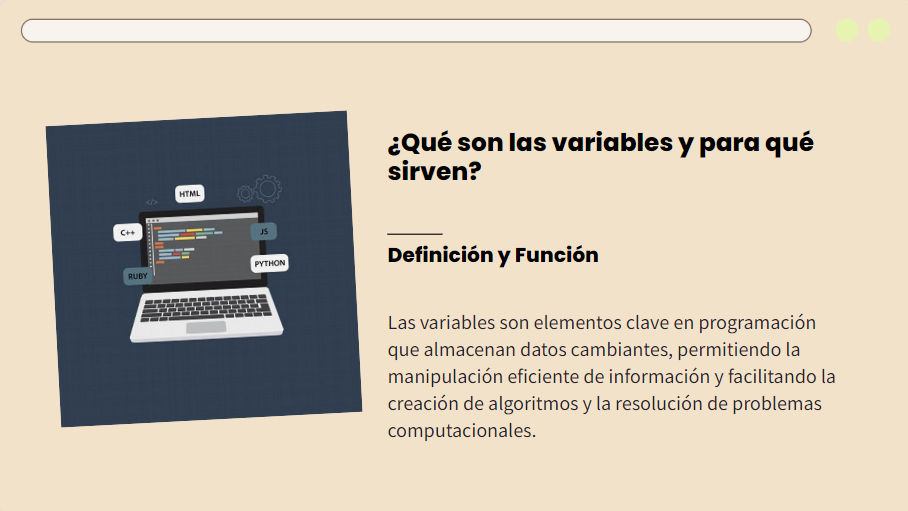 ¿Qué son las variables y para qué
sirven?
Definición y Función
Las variables son elementos clave en programación
que almacenan datos cambiantes, permitiendo la
manipulación eficiente de información y facilitando la
creación de algoritmos y la resolución de problemas
computacionales.
HTML
C++
JS
PYTHON
RUBY